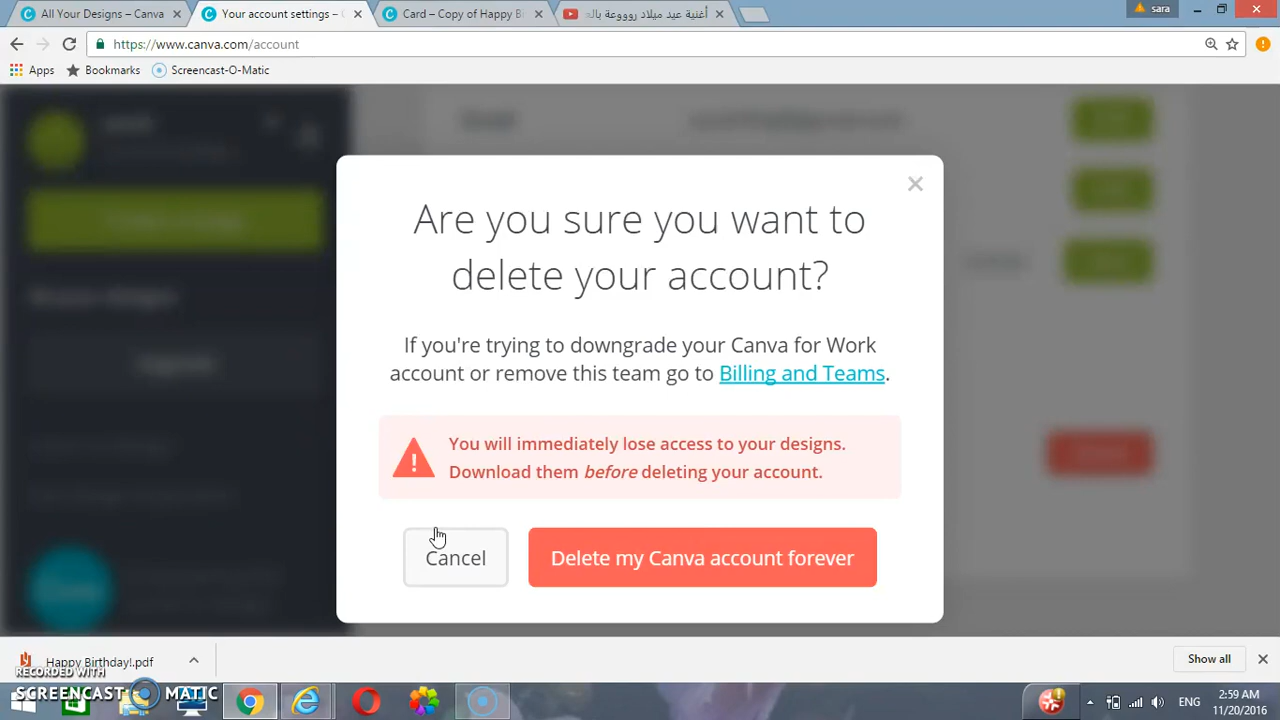 All Your Designs – Canva
Your account settings –
Card – Copy of Happy B
أغنية عيد ميلاد روووعة بالـ
sara
https://www.canva.com/account
Apps
Bookmarks
Screencast-O-Matic
Are you sure you want to
delete your account?
If you're trying to downgrade your Canva for Work
account or remove this team go to Billing and Teams.
You will immediately lose access to your designs.
Download them before deleting your account.
Cancel
Delete my Canva account forever
Happy Birthday!.pdf
Show all
RECORDED WITH
SCREENCAST MATIC
ENG
2:59 AM
11/20/2016